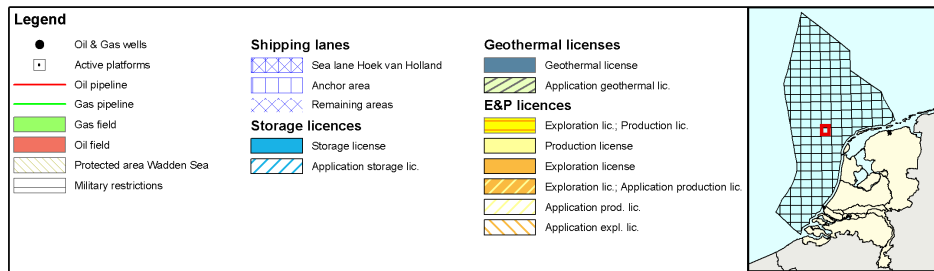 Legend
Oil & Gas wells
Active platforms
Oil pipeline
Gas pipeline
Gas field
Oil field
Protected area Wadden Sea
Military restrictions
Shipping lanes
Sea lane Hoek van Holland
Anchor area
Remaining areas
Storage licences
Storage license
Application storage lic.
Geothermal licenses
Geothermal license
Application geothermal lic.
E&P licences
Exploration lic.; Production lic.
Production license
Exploration license
Exploration lic.; Application production lic.
Application prod. lic.
Application expl. lic.